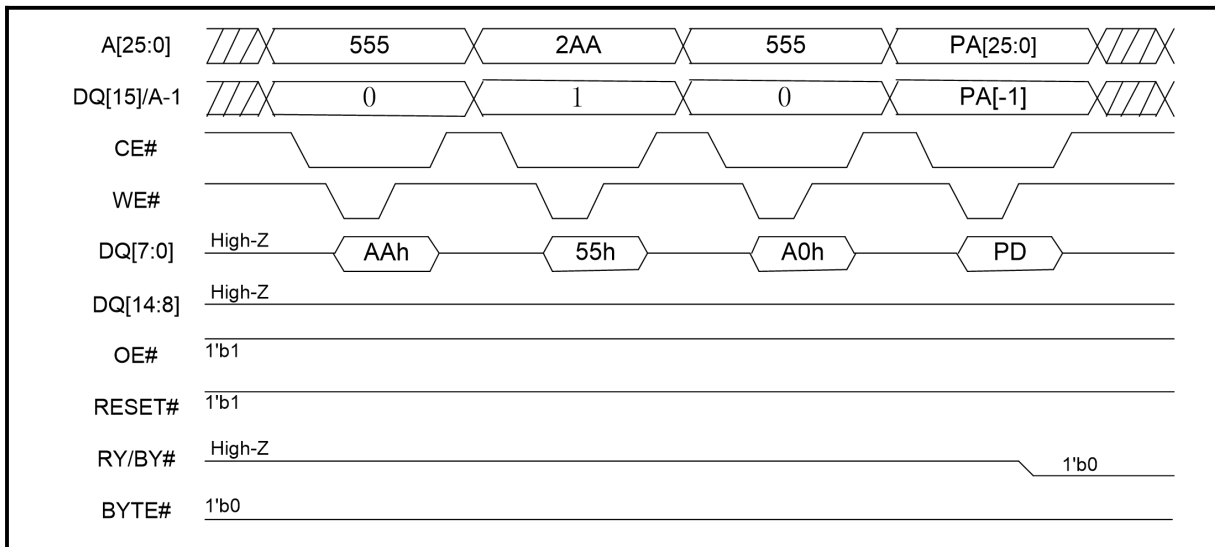 A[25:0] 555 2AA 555 PA[25:0]
DQ[15]/A-1 0 1 0 PA[-1]
CE#
WE#
DQ[7:0] High-Z AAh 55h A0h PD
DQ[14:8] High-Z
OE# 1'b1
RESET# 1'b1
RY/BY# High-Z 1'b0
BYTE# 1'b0